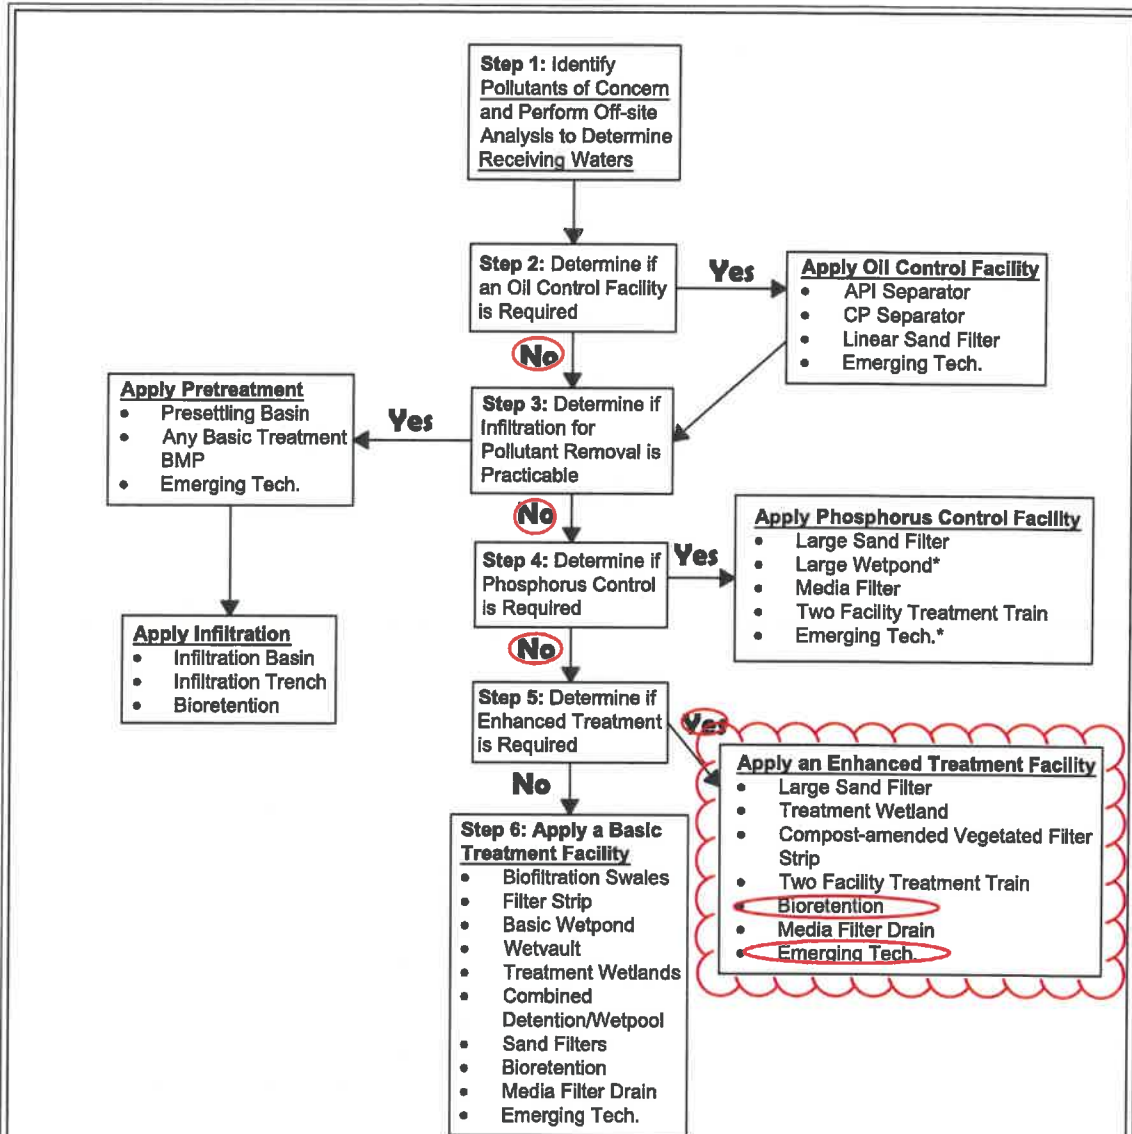 Step 1: Identify
Pollutants of Concern
and Perform Off-site
Analysis to Determine
Receiving Waters
Step 2: Determine if
an Oil Control Facility
is Required
Yes
Apply Oil Control Facility
• API Separator
• CP Separator
• Linear Sand Filter
• Emerging Tech.
No
Step 3: Determine if
Infiltration for
Pollutant Removal is
Practicable
Yes
Apply Pretreatment
• Presettling Basin
• Any Basic Treatment
BMP
• Emerging Tech.
Apply Infiltration
• Infiltration Basin
• Infiltration Trench
• Bioretention
No
Step 4: Determine if
Phosphorus Control
is Required
Yes
Apply Phosphorus Control Facility
• Large Sand Filter
• Large Wetpond*
• Media Filter
• Two Facility Treatment Train
• Emerging Tech.*
No
Step 5: Determine if
Enhanced Treatment
is Required
Yes
Apply an Enhanced Treatment Facility
• Large Sand Filter
• Treatment Wetland
• Compost-amended Vegetated Filter
Strip
• Two Facility Treatment Train
• Bioretention
• Media Filter Drain
• Emerging Tech.
No
Step 6: Apply a Basic
Treatment Facility
• Biofiltration Swales
• Filter Strip
• Basic Wetpond
• Wetvault
• Treatment Wetlands
• Combined
Detention/Wetpool
• Sand Filters
• Bioretention
• Media Filter Drain
• Emerging Tech.